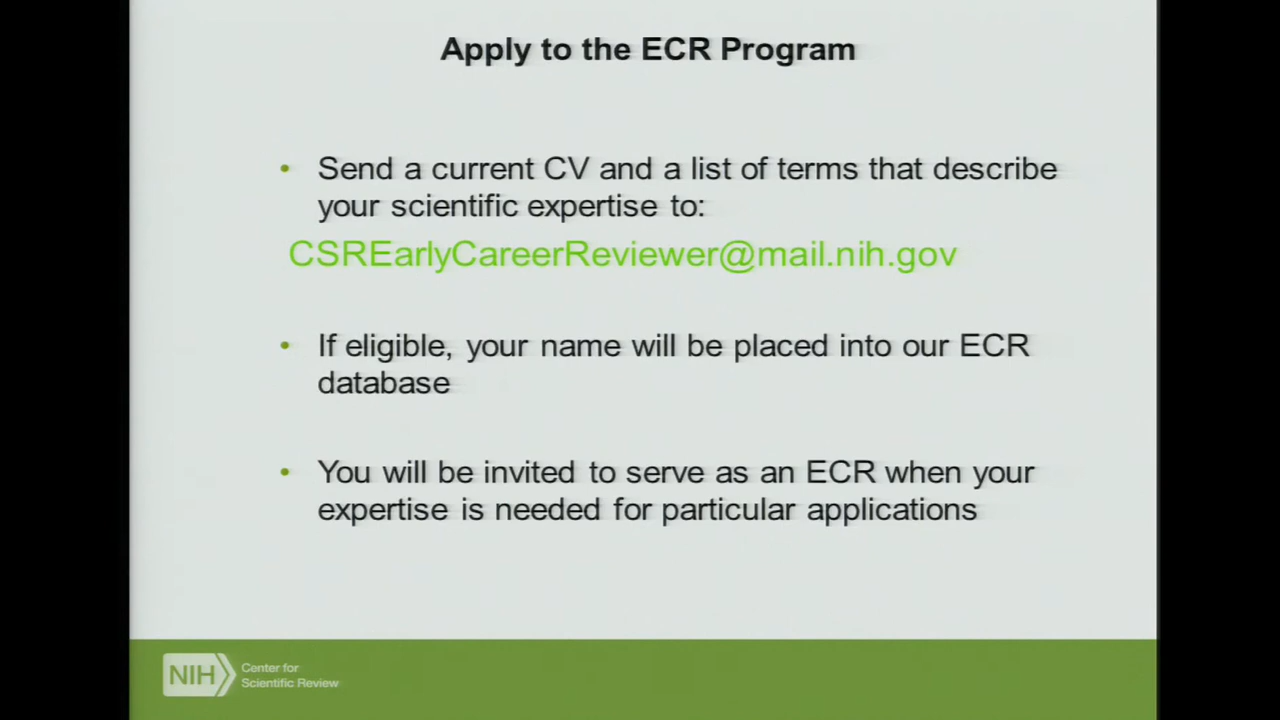 Apply to the ECR Program
• Send a current CV and a list of terms that describe
your scientific expertise to:
CSREarlyCareerReviewer@mail.nih.gov
• If eligible, your name will be placed into our ECR
database
• You will be invited to serve as an ECR when your
expertise is needed for particular applications
NIH
Center for
Scientific Review